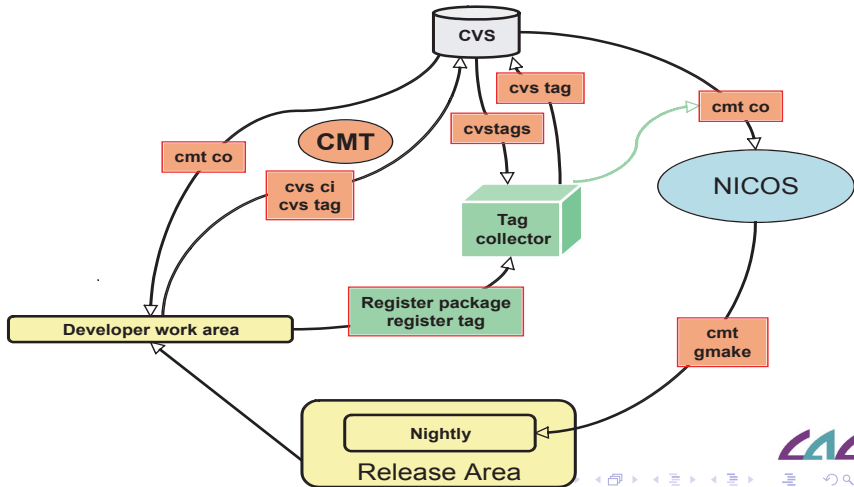 CVS
cvs tag
cmt co
cvstags
CMT
cmt co
cvs ci
cvs tag
NICOS
Tag
collector
Register package
register tag
Developer work area
cmt
gmake
Nightly
Release Area